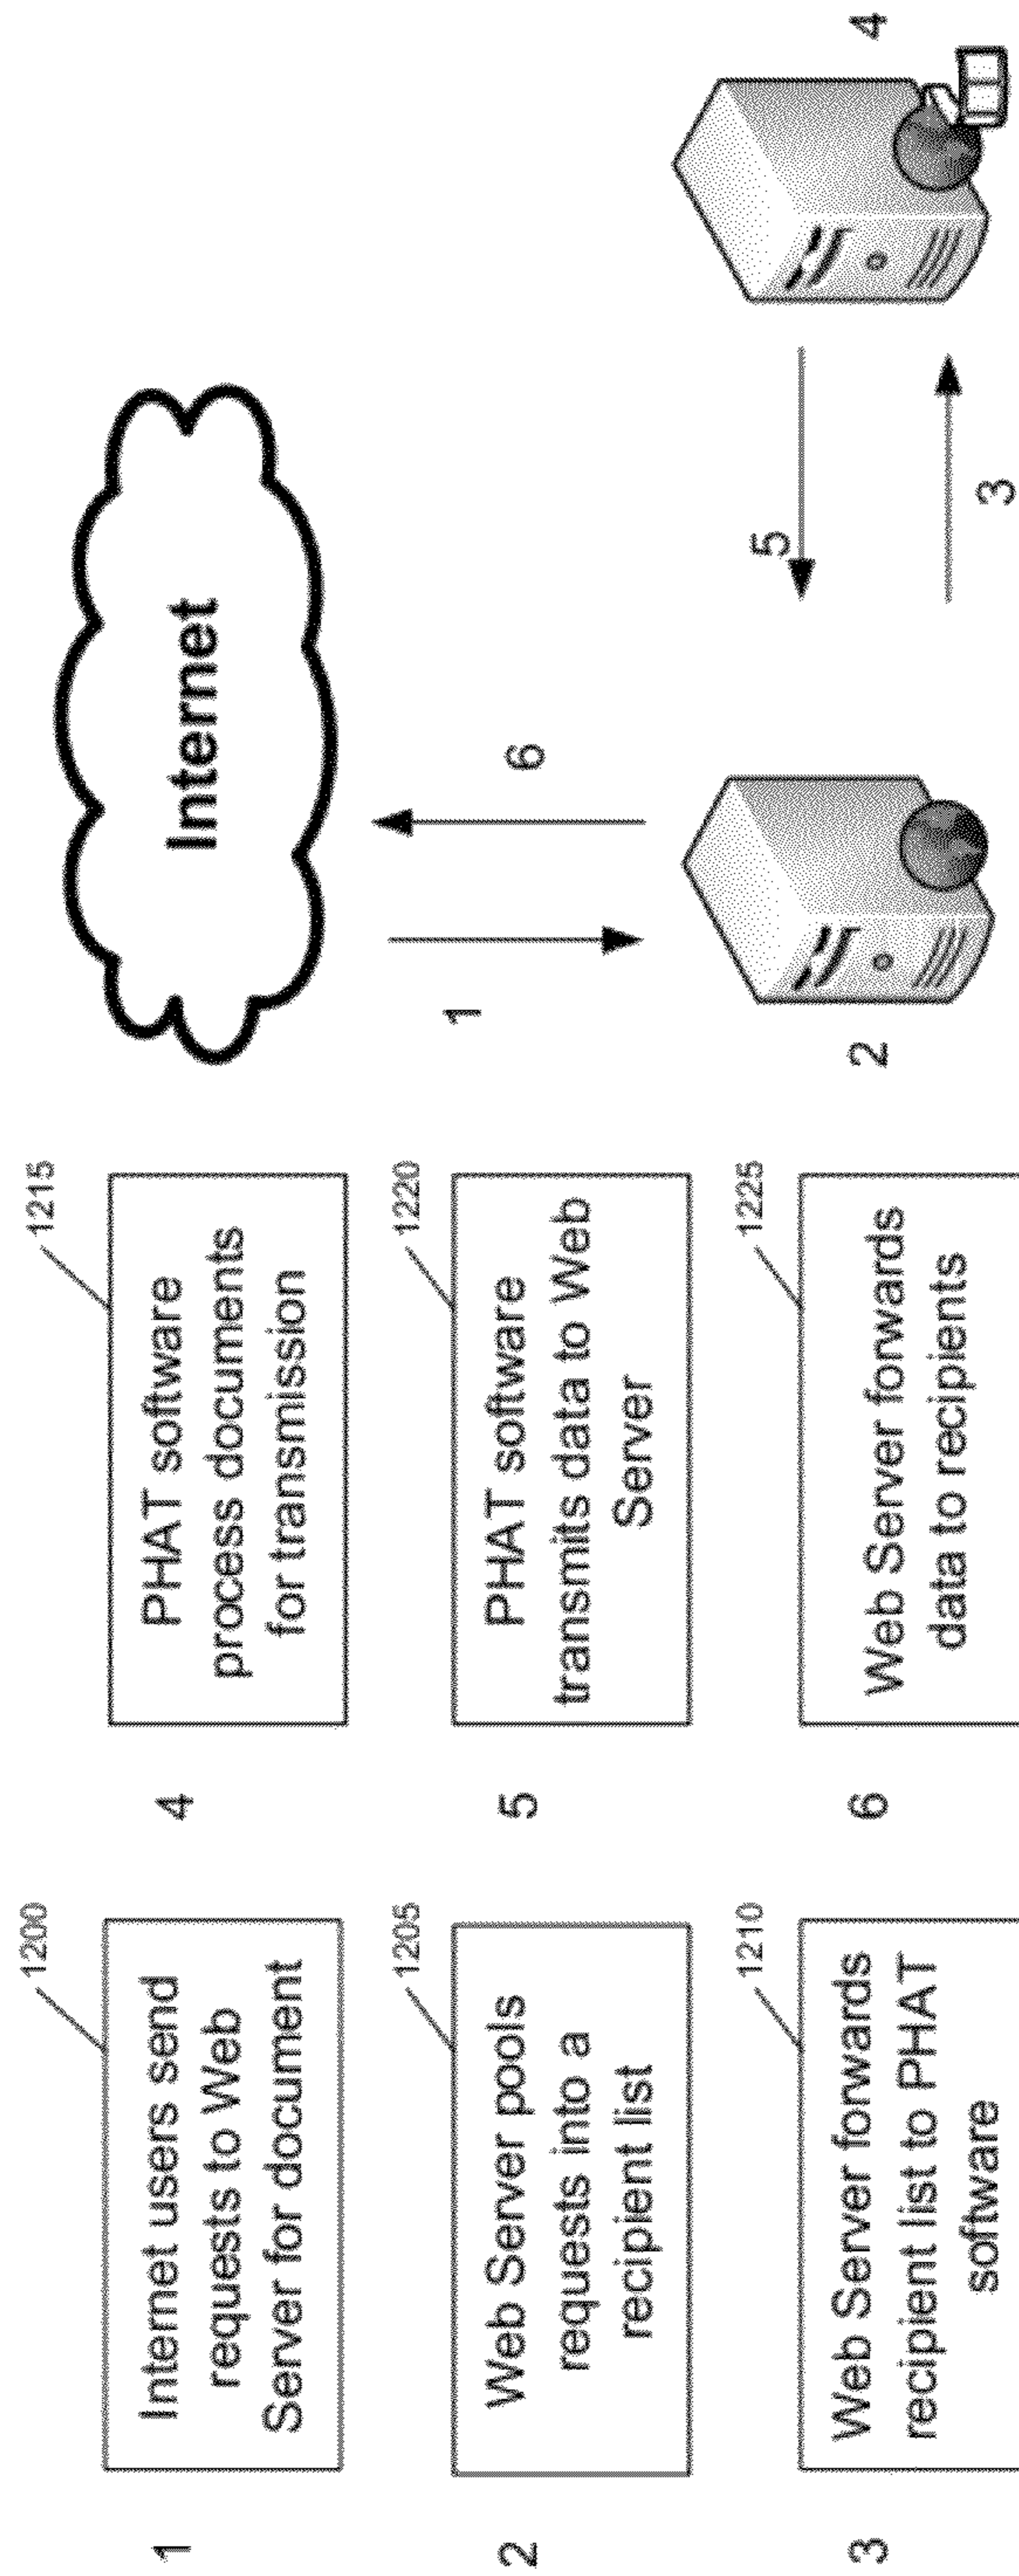 1200
1
Internet users send
requests to Web
Server for document
1205
2
Web Server pools
requests into a
recipient list
1210
3
Web Server forwards
recipient list to PHAT
software
1215
4
PHAT software
process documents
for transmission
1220
5
PHAT software
transmits data to Web
Server
1225
6
Web Server forwards
data to recipients
Internet
1
6
2
5
3
4